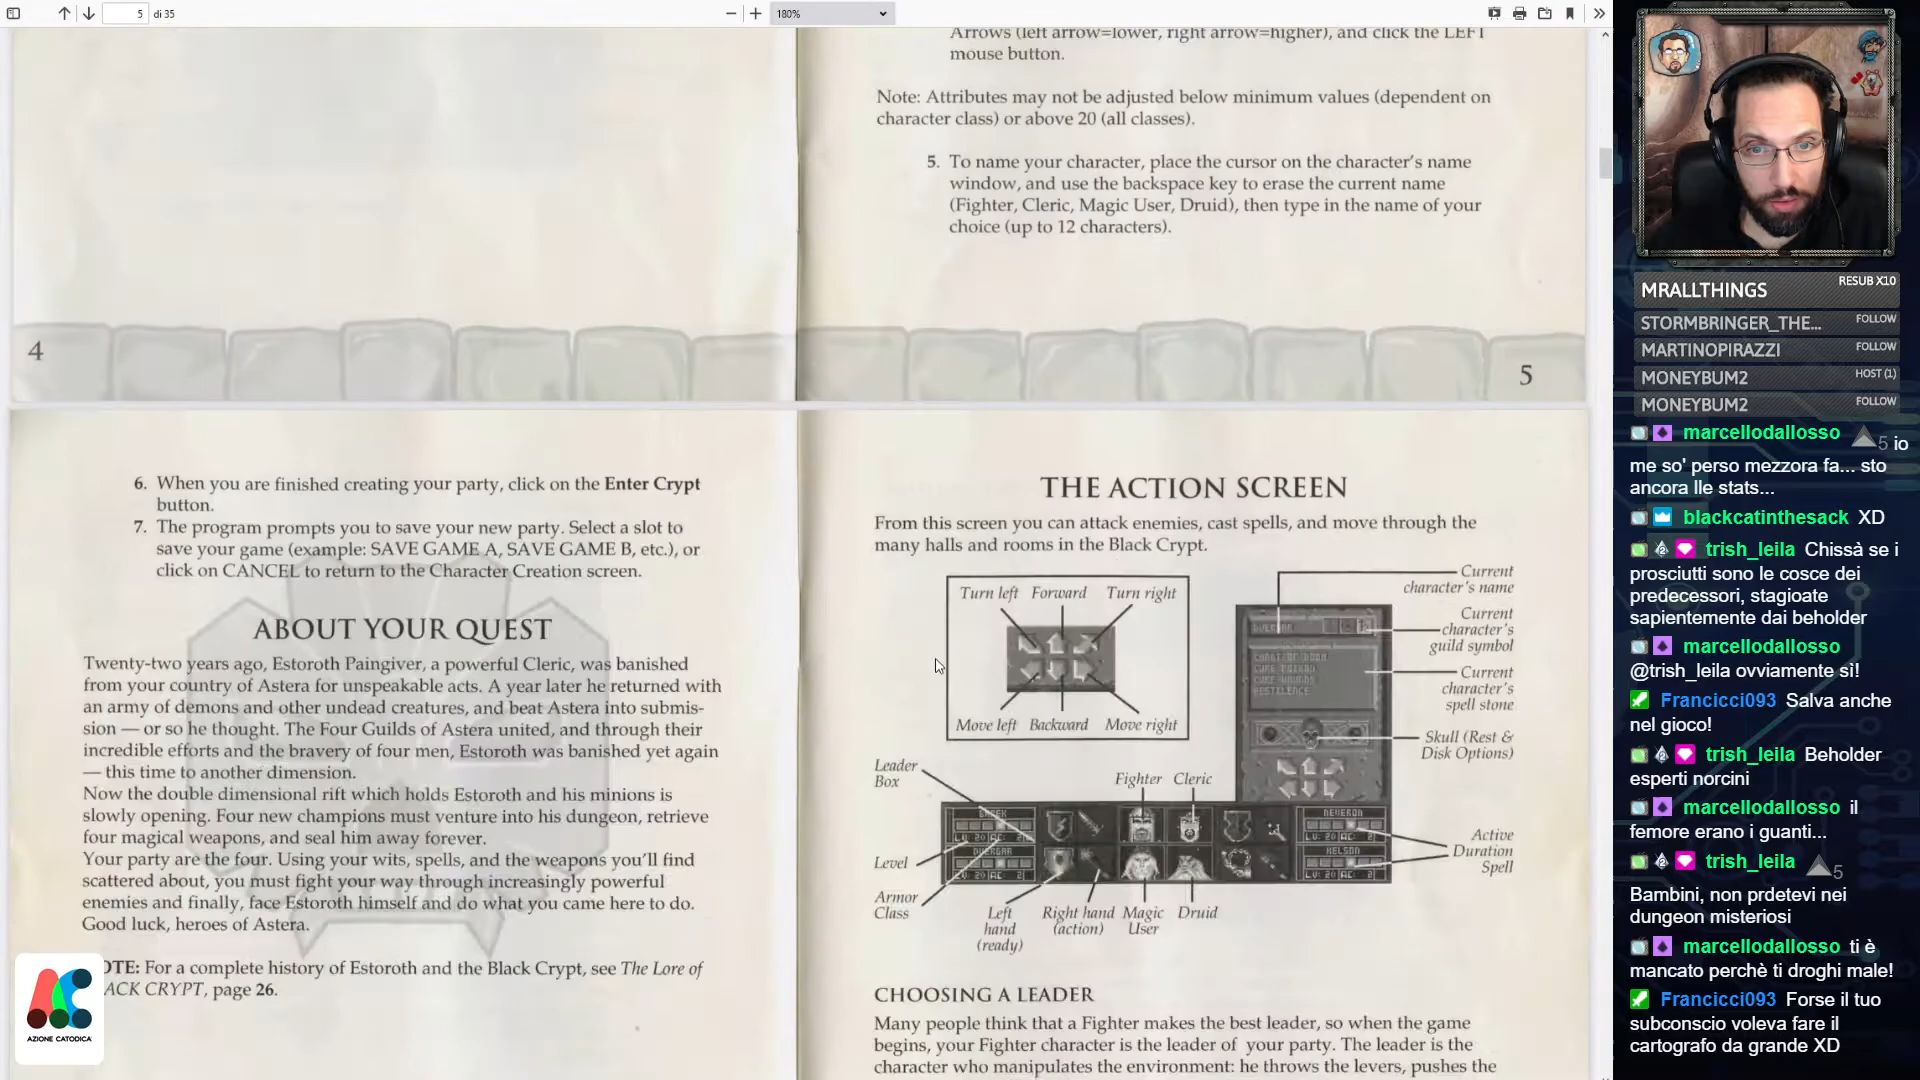 5
di 35
180%
Arrows (left arrow=lower, right arrow=higher), and click the LEFT
mouse button.
Note: Attributes may not be adjusted below minimum values (dependent on
character class) or above 20 (all classes).
5. To name your character, place the cursor on the character's name
window, and use the backspace key to erase the current name
(Fighter, Cleric, Magic User, Druid), then type in the name of your
choice (up to 12 characters).
4
5
6. When you are finished creating your party, click on the Enter Crypt
button.
7. The program prompts you to save your new party. Select a slot to
save your game (example: SAVE GAME A, SAVE GAME B, etc.), or
click on CANCEL to return to the Character Creation screen.
ABOUT YOUR QUEST
Twenty-two years ago, Estoroth Paingiver, a powerful Cleric, was banished
from your country of Astera for unspeakable acts. A year later he returned with
an army of demons and other undead creatures, and beat Astera into submis-
sion — or so he thought. The Four Guilds of Astera united, and through their
incredible efforts and the bravery of four men, Estoroth was banished yet again
— this time to another dimension.
Now the double dimensional rift which holds Estoroth and his minions is
slowly opening. Four new champions must venture into his dungeon, retrieve
four magical weapons, and seal him away forever.
Your party are the four. Using your wits, spells, and the weapons you'll find
scattered about, you must fight your way through increasingly powerful
enemies and finally, face Estoroth himself and do what you came here to do.
Good luck, heroes of Astera.
OTE: For a complete history of Estoroth and the Black Crypt, see The Lore of
ACK CRYPT, page 26.
AZIONE CATODICA
THE ACTION SCREEN
From this screen you can attack enemies, cast spells, and move through the
many halls and rooms in the Black Crypt.
Turn left Forward Turn right
Move left Backward Move right
Current
character's name
Current
character's
guild symbol
Current
character's
spell stone
Skull (Rest &
Disk Options)
CURE POISON
CURE WOUNDS
PESTILENCE
Leader
Box
Fighter Cleric
DEVERON
NELSON
Level
Armor
Class
Active
Duration
Spell
Left
hand
(ready)
Right hand
(action)
Magic
User
Druid
CHOOSING A LEADER
Many people think that a Fighter makes the best leader, so when the game
begins, your Fighter character is the leader of your party. The leader is the
character who manipulates the environment: he throws the levers, pushes the
MRALLTHINGS RESUB X10
STORMBRINGER_THE... FOLLOW
MARTINOPIRAZZI FOLLOW
MONEYBUM2 HOST (1)
MONEYBUM2 FOLLOW
marcellodallosso 5 io
me so' perso mezzora fa... sto
ancora lle stats...
blackcatinthesack XD
trish_leila Chissà se i
prosciutti sono le cosce dei
predecessori, stagioate
sapientemente dai beholder
marcellodallosso
@trish_leila ovviamente sì!
Francicci093 Salva anche
nel gioco!
trish_leila Beholder
esperti norcini
marcellodallosso il
femore erano i guanti...
trish_leila 5
Bambini, non prdetevi nei
dungeon misteriosi
marcellodallosso ti è
mancato perchè ti droghi male!
Francicci093 Forse il tuo
subconscio voleva fare il
cartografo da grande XD